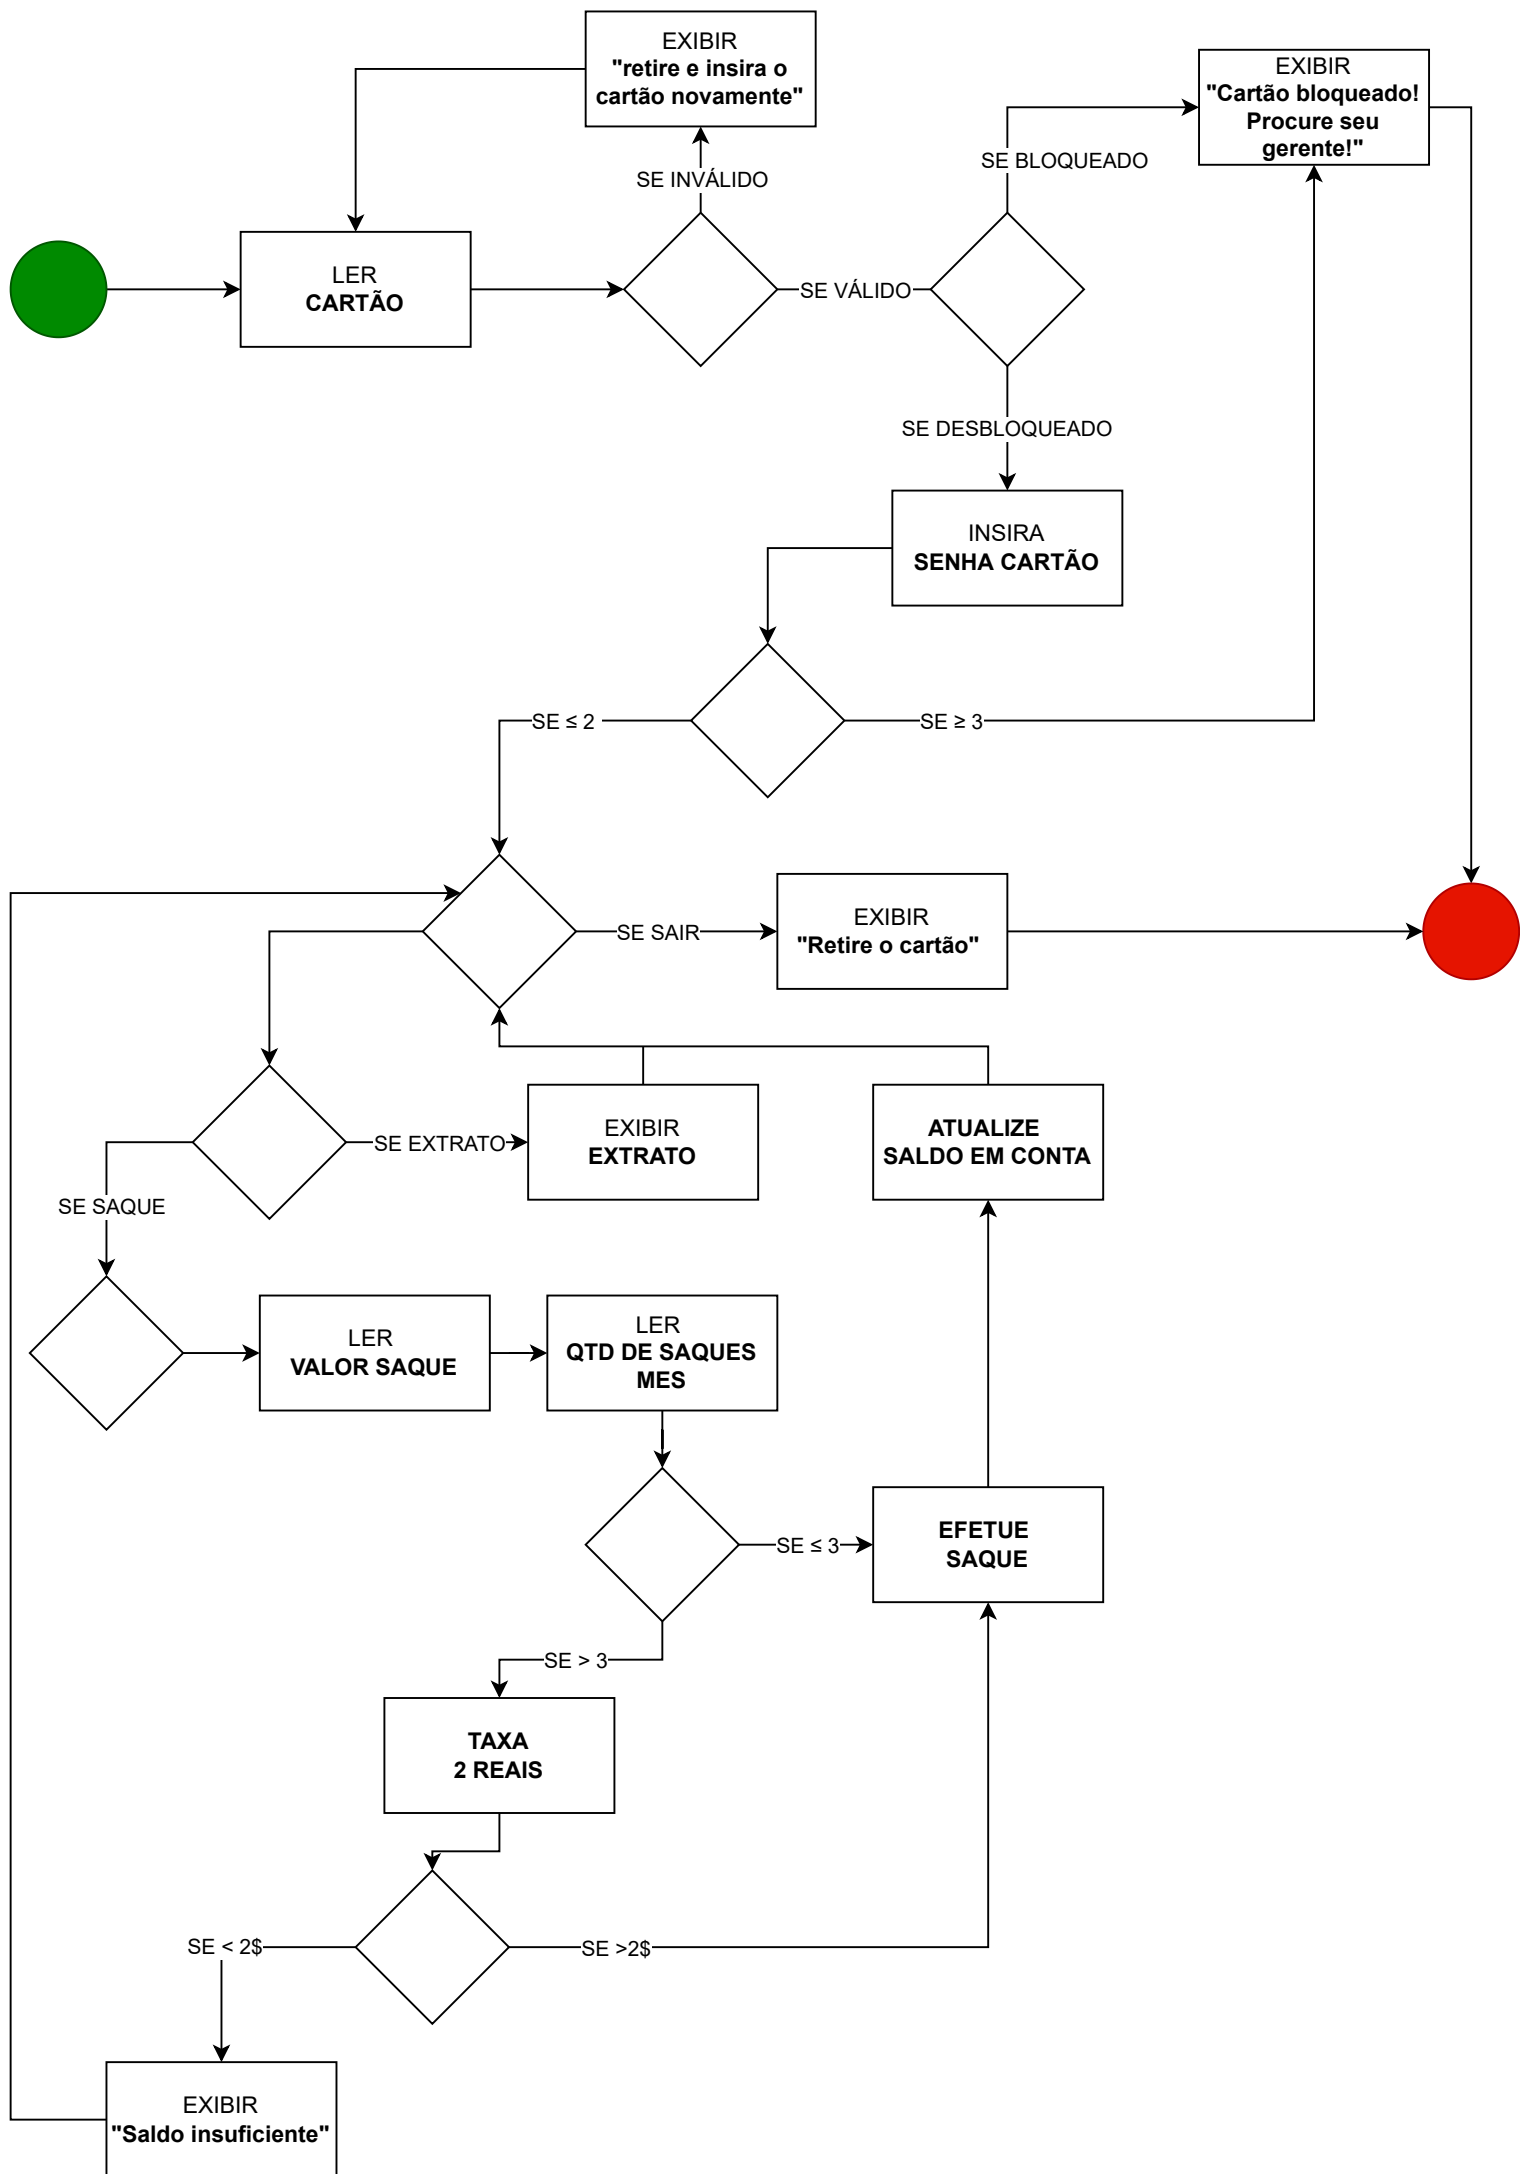 EXIBIR
"retire e insira o
cartão novamente"
EXIBIR
"Cartão bloqueado!
Procure seu
gerente!"
SE BLOQUEADO
SE INVÁLIDO
LER
CARTÃO
SE VÁLIDO
SE DESBLOQUEADO
INSIRA
SENHA CARTÃO
SE ≤ 2
SE ≥ 3
SE SAIR
EXIBIR
"Retire o cartão"
SE EXTRATO
EXIBIR
EXTRATO
ATUALIZE
SALDO EM CONTA
SE SAQUE
LER
VALOR SAQUE
LER
QTD DE SAQUES
MES
SE ≤ 3
EFETUE
SAQUE
SE > 3
TAXA
2 REAIS
SE < 2$
SE >2$
EXIBIR
"Saldo insuficiente"